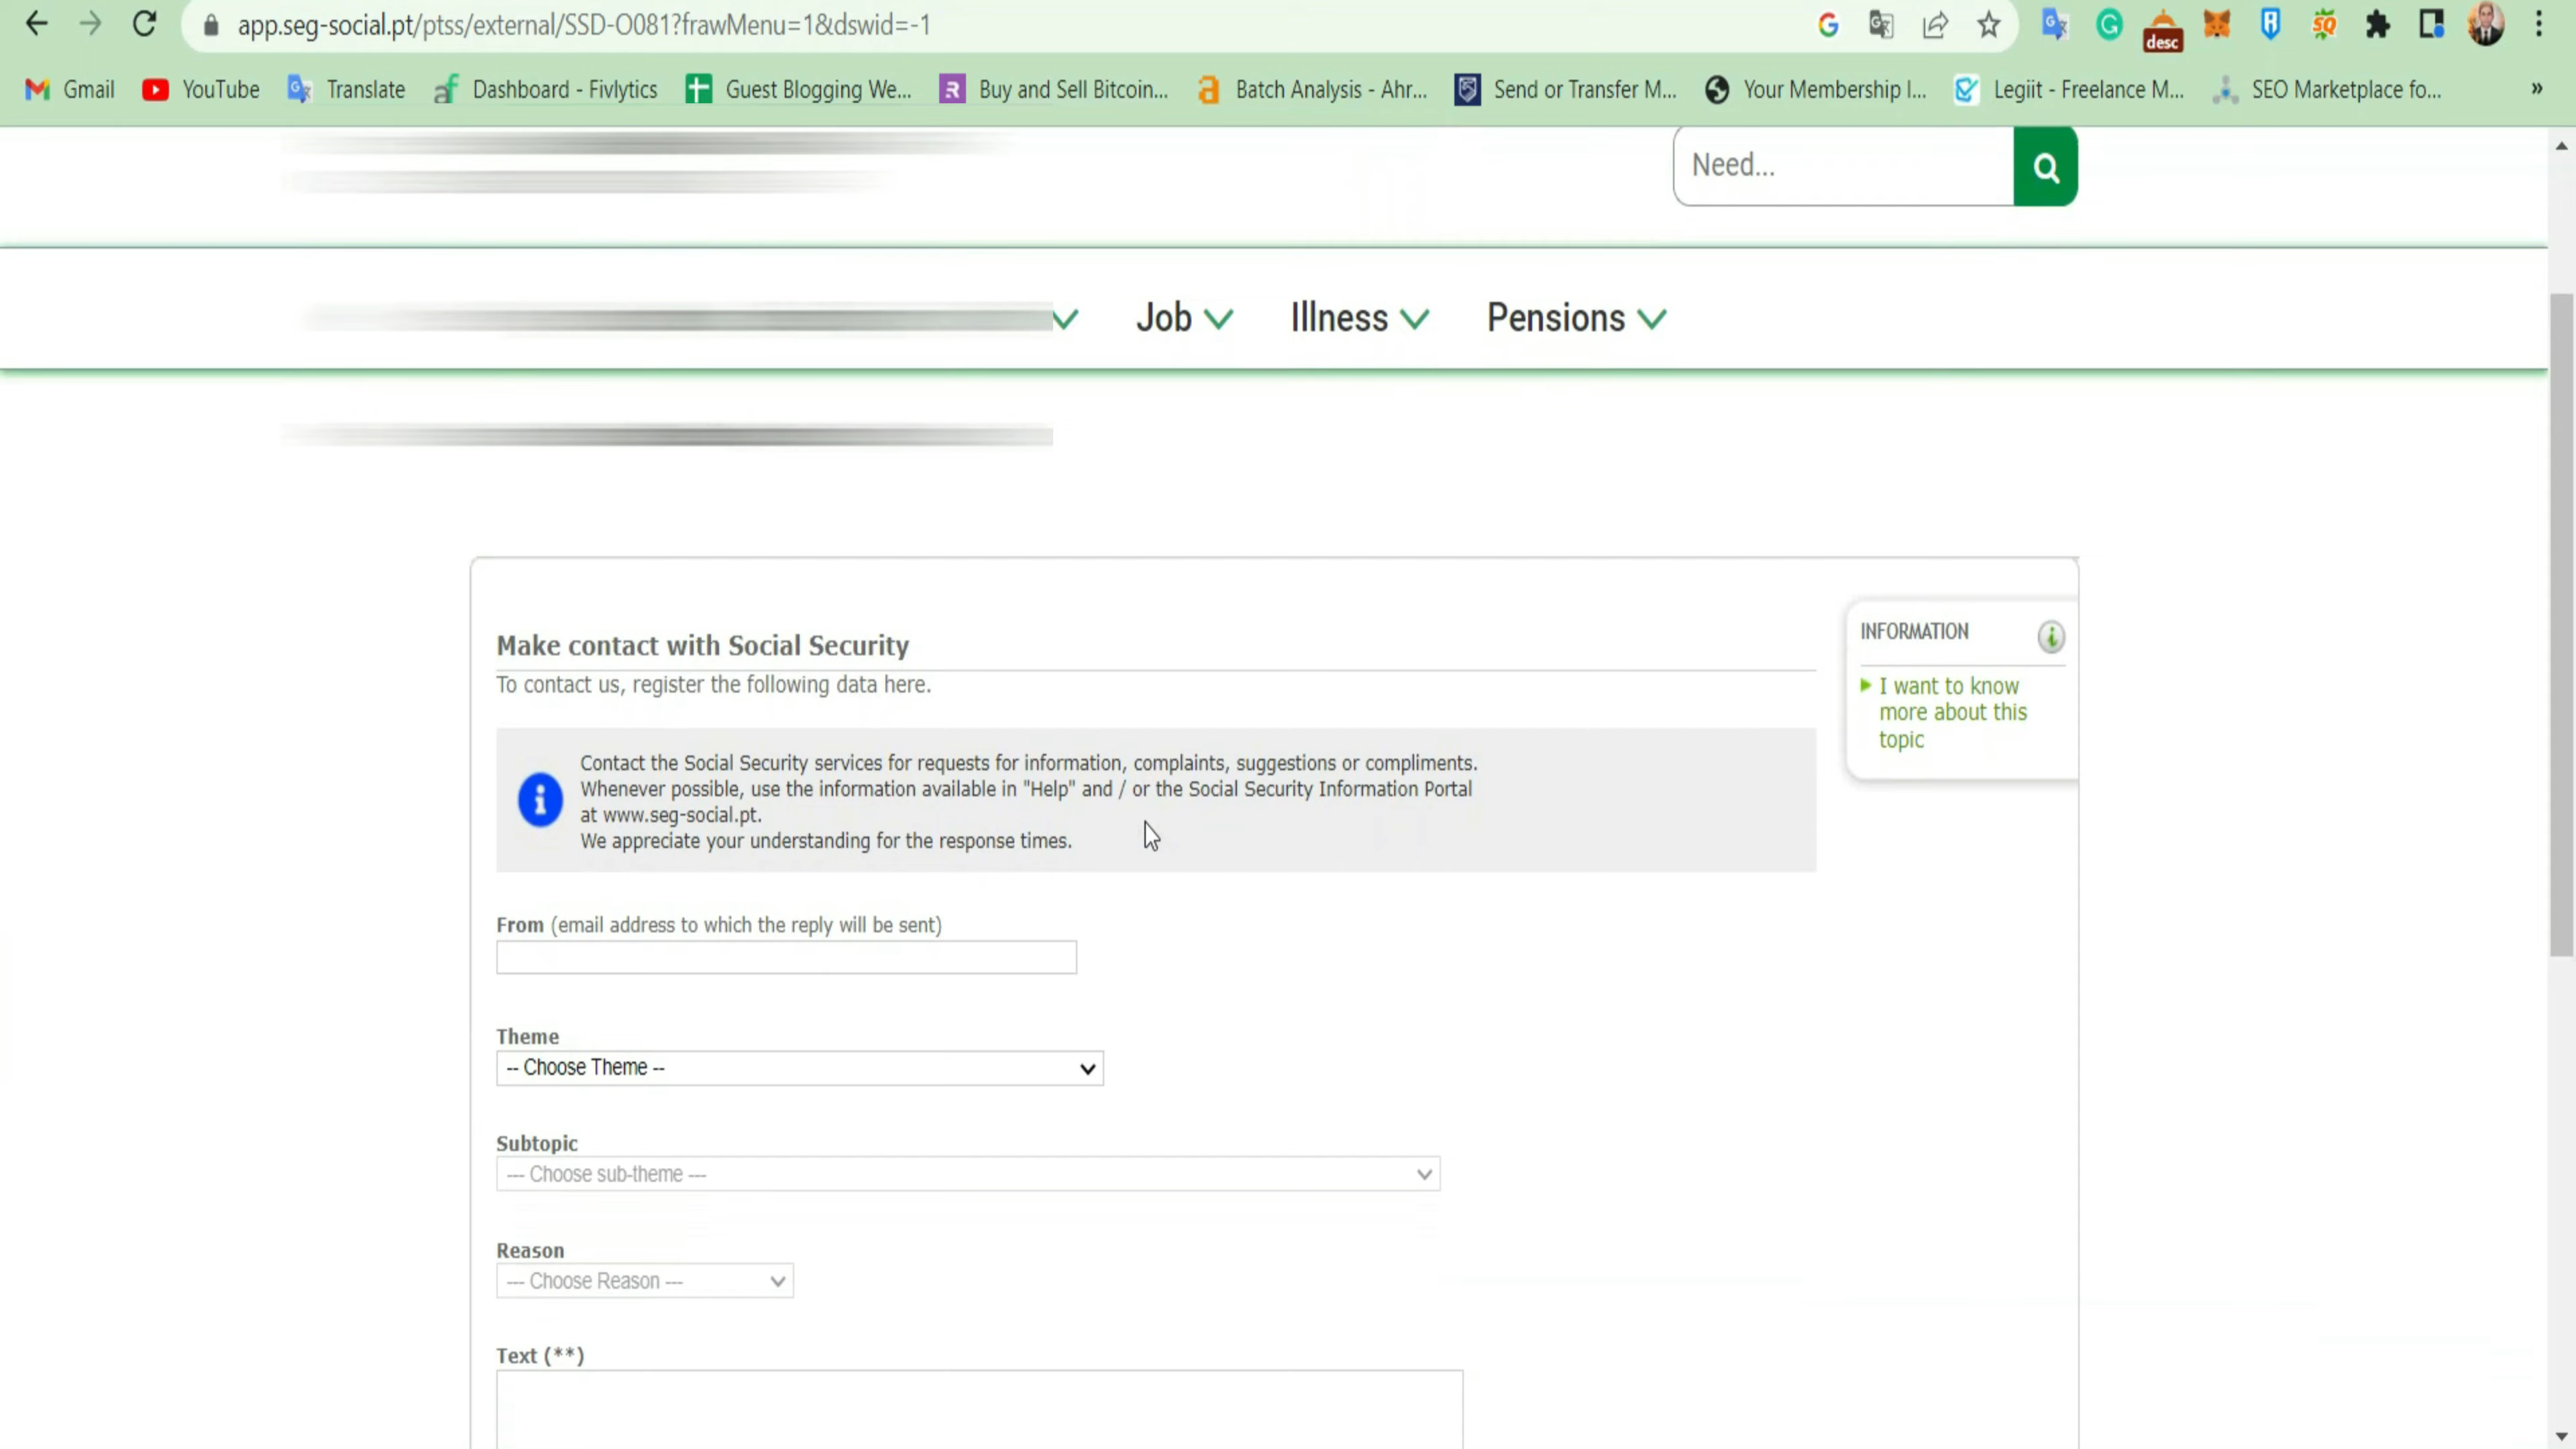 app.seg-social.pt/ptss/external/SSD-O081?frawMenu=1&dswid=-1
desc
Gmail YouTube Translate Dashboard - Fivlytics Guest Blogging We... Buy and Sell Bitcoin... Batch Analysis - Ahr... Send or Transfer M... Your Membership I... Legiit - Freelance M... SEO Marketplace fo... »
Need...
Job Illness Pensions
Make contact with Social Security
To contact us, register the following data here.
INFORMATION
I want to know
more about this
topic
Contact the Social Security services for requests for information, complaints, suggestions or compliments.
Whenever possible, use the information available in "Help" and / or the Social Security Information Portal
at www.seg-social.pt.
We appreciate your understanding for the response times.
From (email address to which the reply will be sent)
Theme
-- Choose Theme --
Subtopic
--- Choose sub-theme ---
Reason
--- Choose Reason ---
Text (**)